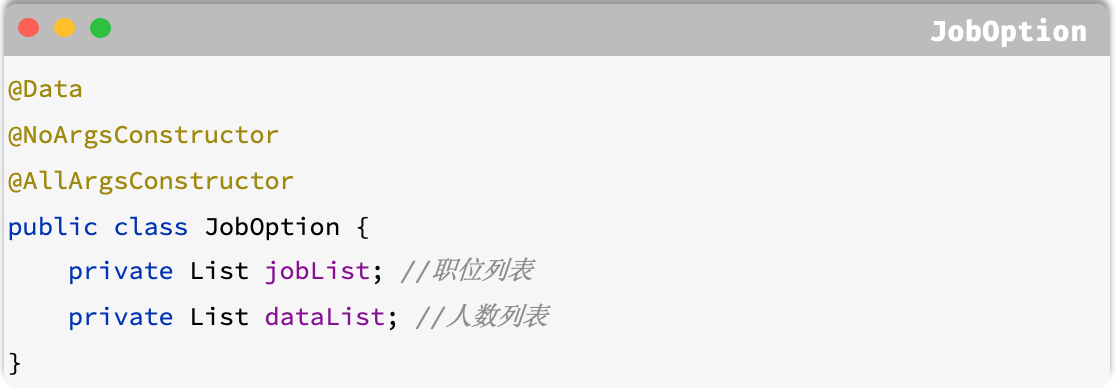 JobOption
@Data
@NoArgsConstructor
@AllArgsConstructor
public class JobOption {
    private List jobList; //职位列表
    private List dataList; //人数列表
}